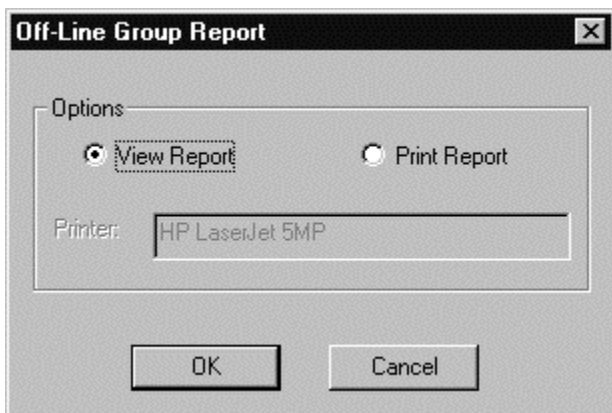 Off-Line Group Report
Options
View Report Print Report
Printer: HP LaserJet 5MP
OK Cancel